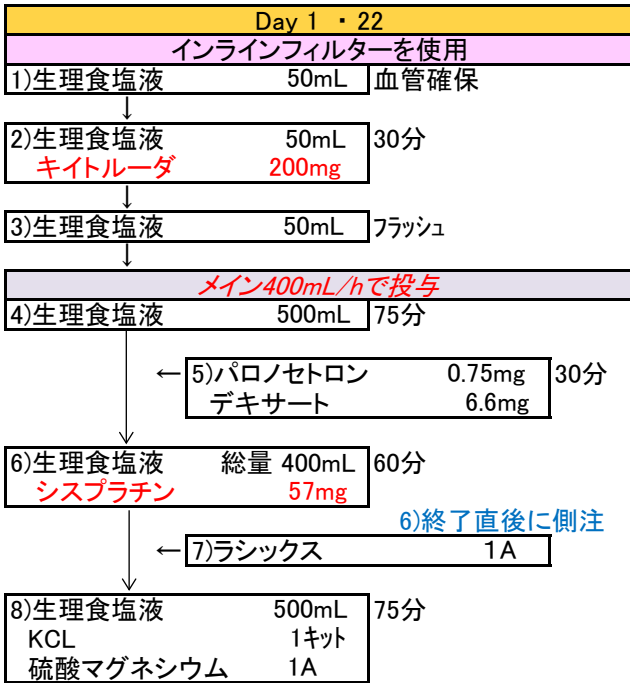 Day 1 ・ 22
インラインフィルターを使用
1)生理食塩液 50mL 血管確保
↓
2)生理食塩液 50mL 30分
キイトルーダ 200mg
↓
3)生理食塩液 50mL フラッシュ
↓
メイン400mL/hで投与
4)生理食塩液 500mL 75分
← 5)パロノセトロン 0.75mg 30分
デキサート 6.6mg
6)生理食塩液 総量 400mL 60分
シスプラチン 57mg
6)終了直後に側注
← 7)ラシックス 1A
8)生理食塩液 500mL 75分
KCL 1キット
硫酸マグネシウム 1A